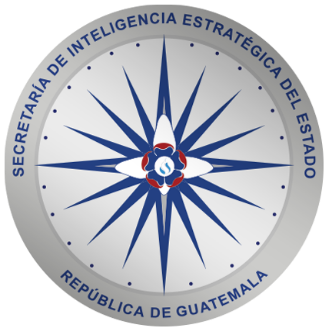 SECRETARÍA DE INTELIGENCIA ESTRATÉGICA DEL ESTADO
REPÚBLICA DE GUATEMALA